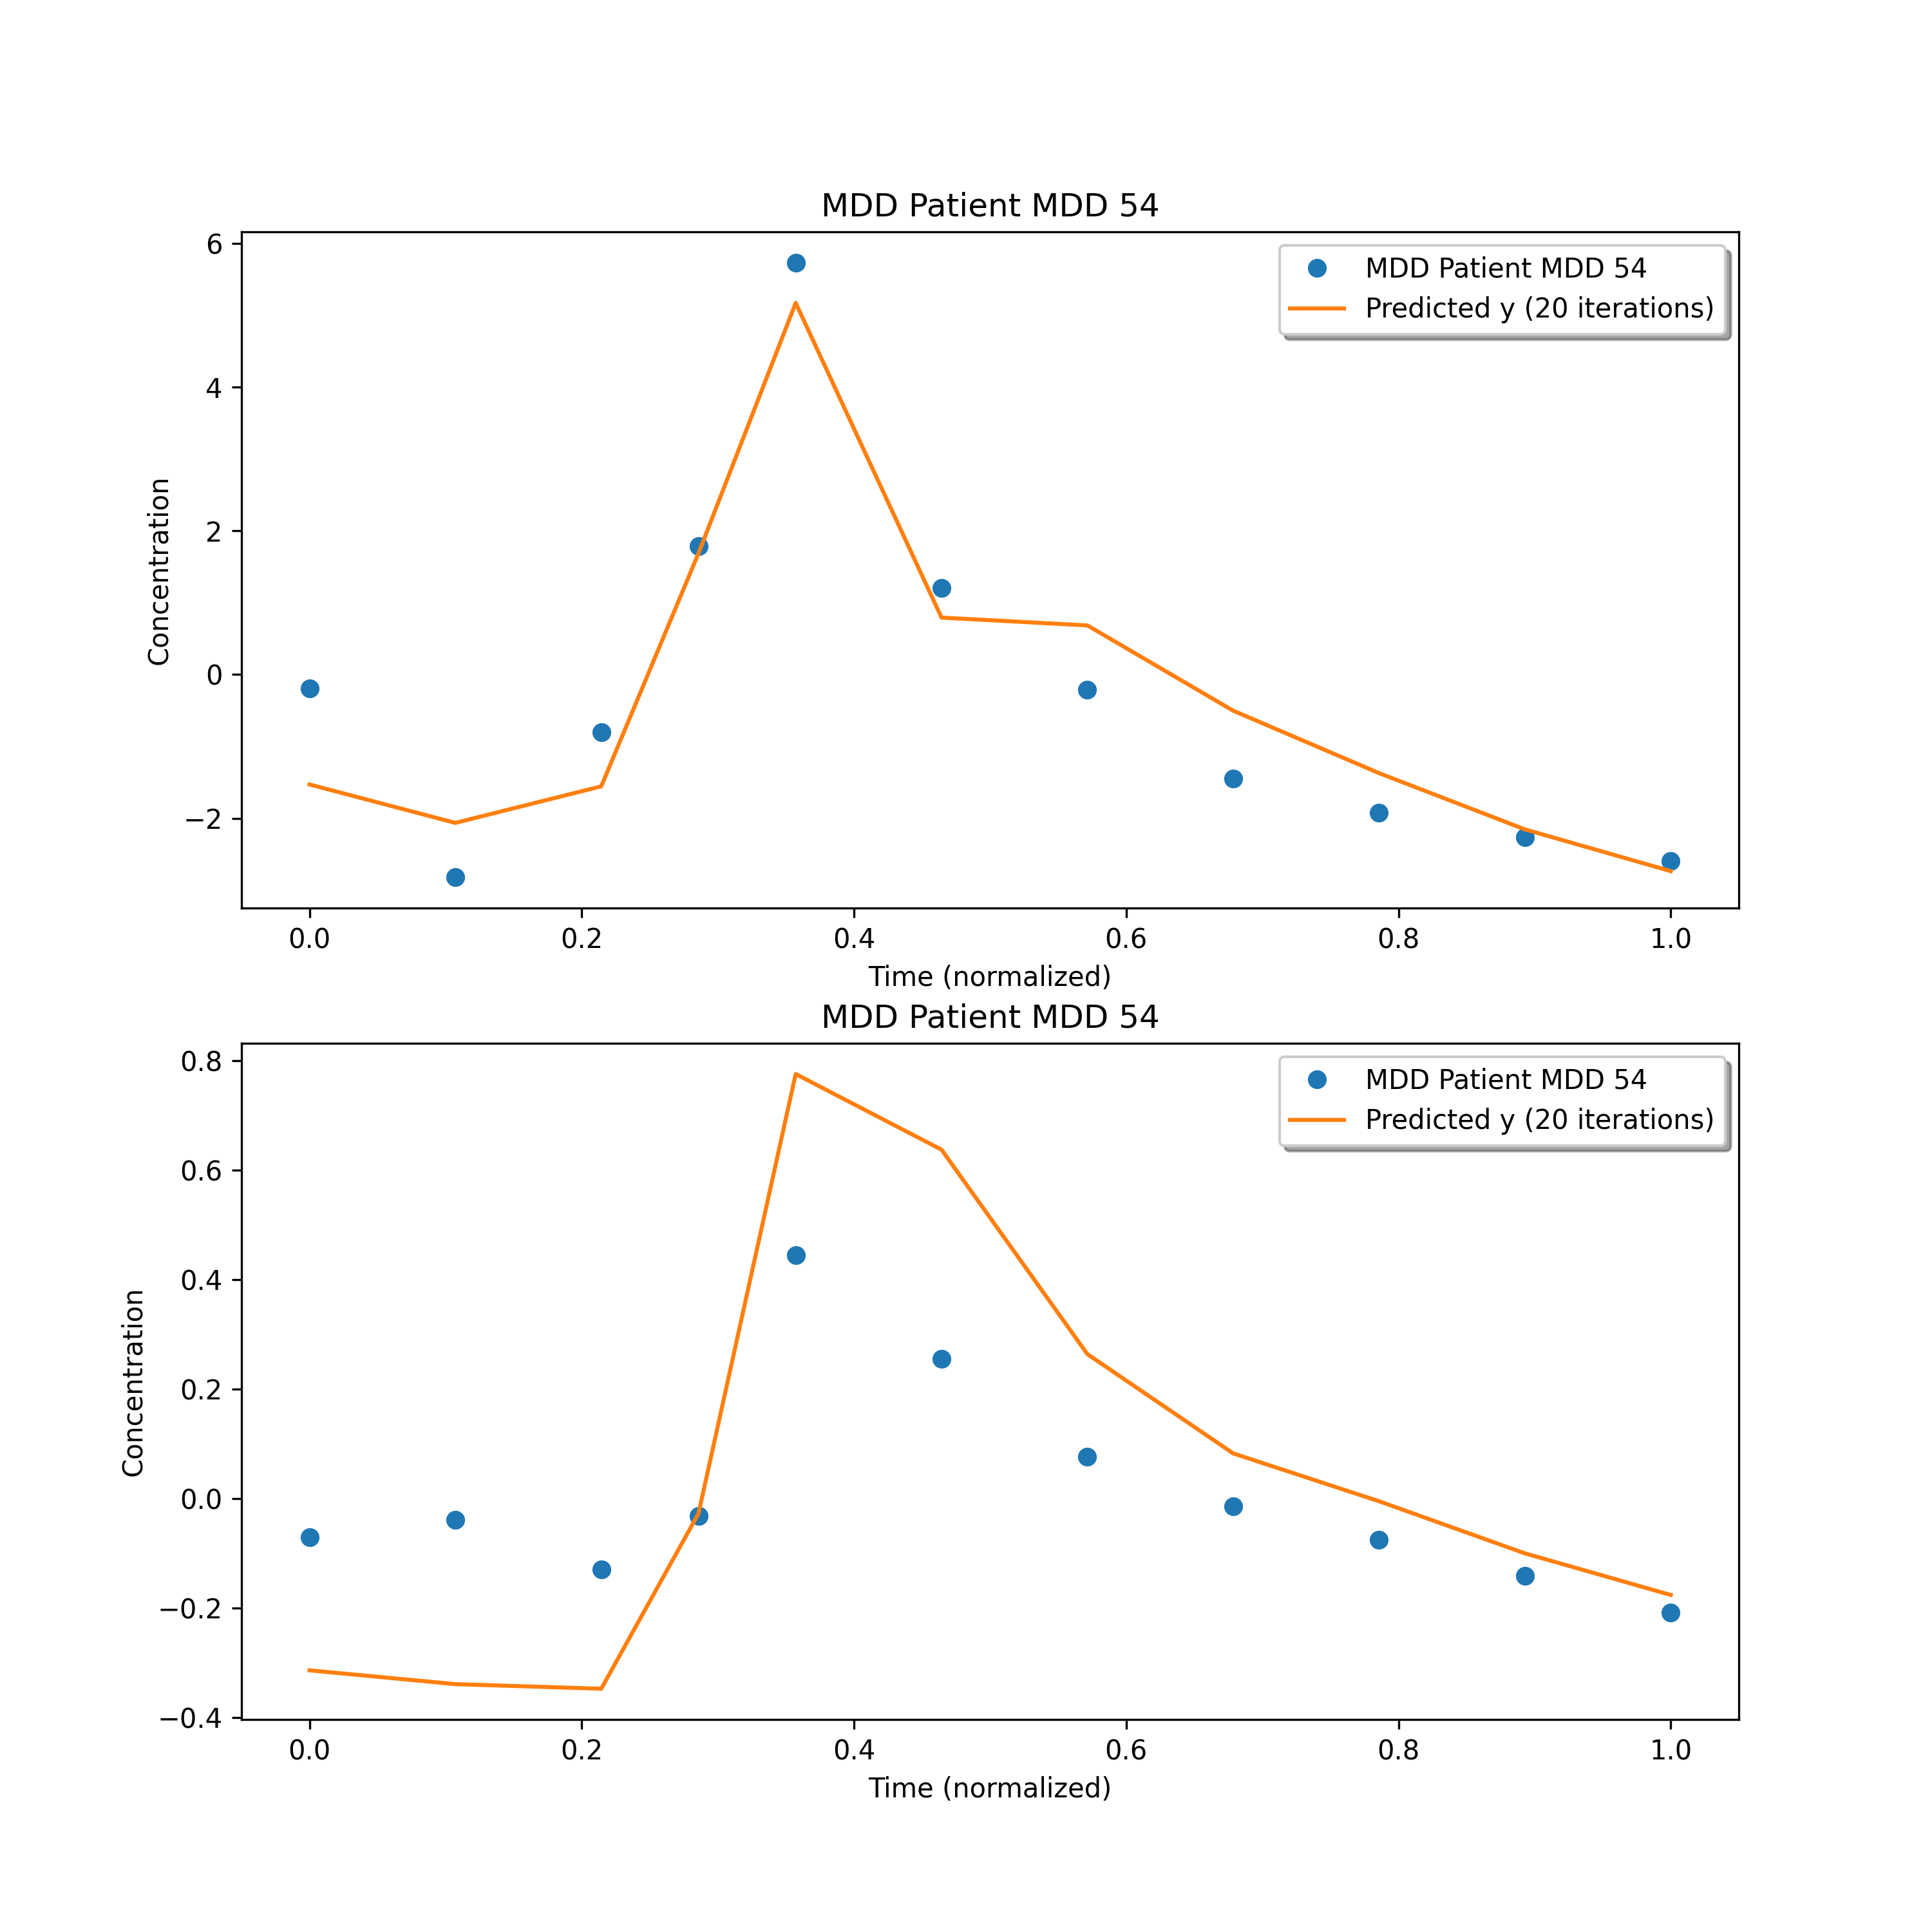 MDD Patient MDD 54
6
4
2
0
−2
Concentration
MDD Patient MDD 54
Predicted y (20 iterations)
0.0 0.2 0.4 0.6 0.8 1.0
Time (normalized)
MDD Patient MDD 54
0.8
0.6
0.4
0.2
0.0
−0.2
−0.4
Concentration
MDD Patient MDD 54
Predicted y (20 iterations)
0.0 0.2 0.4 0.6 0.8 1.0
Time (normalized)